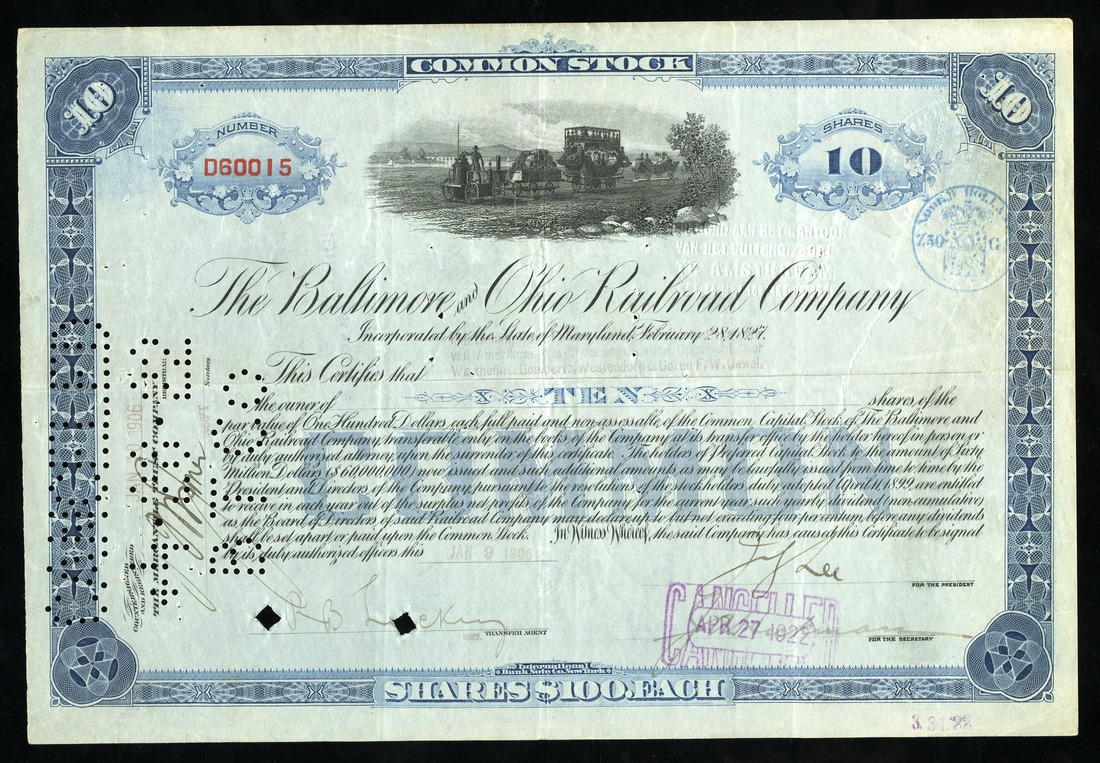 COMMON STOCK
10
10
NUMBER
D60015
SHARES
10
The Baltimore and Ohio Railroad Company
Incorporated by the State of Maryland, February 28, 1827.
This Certifies that
TEN
the owner of shares of the
par value of One Hundred Dollars each full paid and non-assessable of the Common Capital Stock of The Baltimore and
Ohio Railroad Company, transferable only on the books of the Company at its transfer office by the holder hereof in person or
by duly authorized attorney, upon the surrender of this certificate. The holders of Preferred Capital Stock to the amount of Sixty
Million Dollars $60,000,000, now issued and such additional amounts as may be lawfully issued from time to time by the
President and Directors of the Company, pursuant to the resolutions of the stockholders duly adopted April 11, 1899, are entitled
to receive in each year out of the surplus net profits of the Company for the current year such yearly dividend (non-cumulative)
as the Board of Directors of said Railroad Company may declare up to but not exceeding four per centum, before any dividends
shall be set apart or paid upon the Common Stock. In Witness Whereof, the said Company has caused this Certificate to be signed
by its duly authorized officers this JAN 9 1906
COMMON
FOR THE PRESIDENT
CANCELLED
APR 27 1922
TRANSFER AGENT
FOR THE SECRETARY
COUNTERSIGNED
AND REGISTERED
REGISTRAR
Secretary
1906
International
Bank Note Co. New York
SHARES $100. EACH
3 31 22